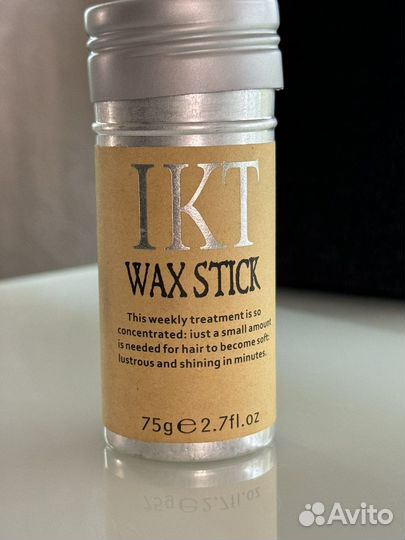 IKT
WAX STICK
This weekly treatment is so
concentrated: iust a small amount
is needed for hair to become soft:
lustrous and shining in minutes.
75g℮2.7fl.oz
Avito